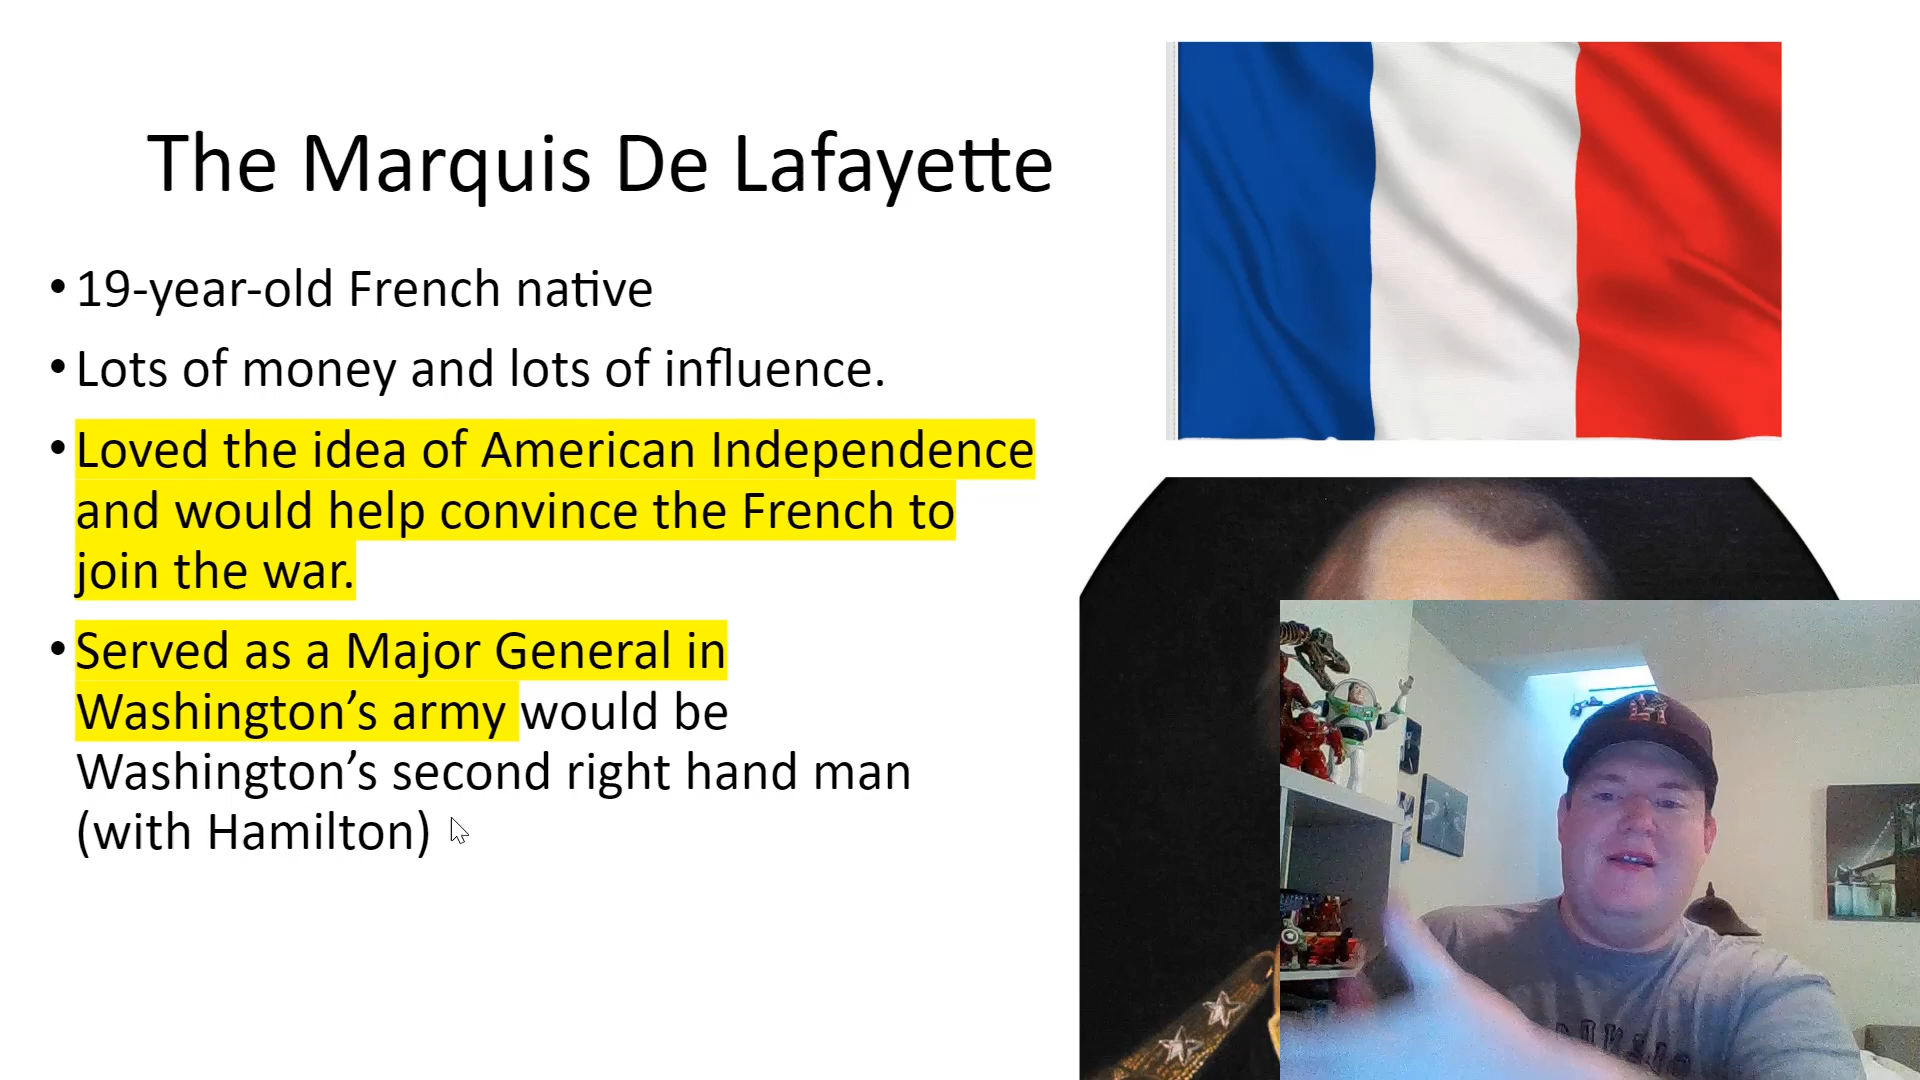 The Marquis De Lafayette
• 19-year-old French native
• Lots of money and lots of influence.
• Loved the idea of American Independence
and would help convince the French to
join the war.
• Served as a Major General in
Washington’s army would be
Washington’s second right hand man
(with Hamilton)